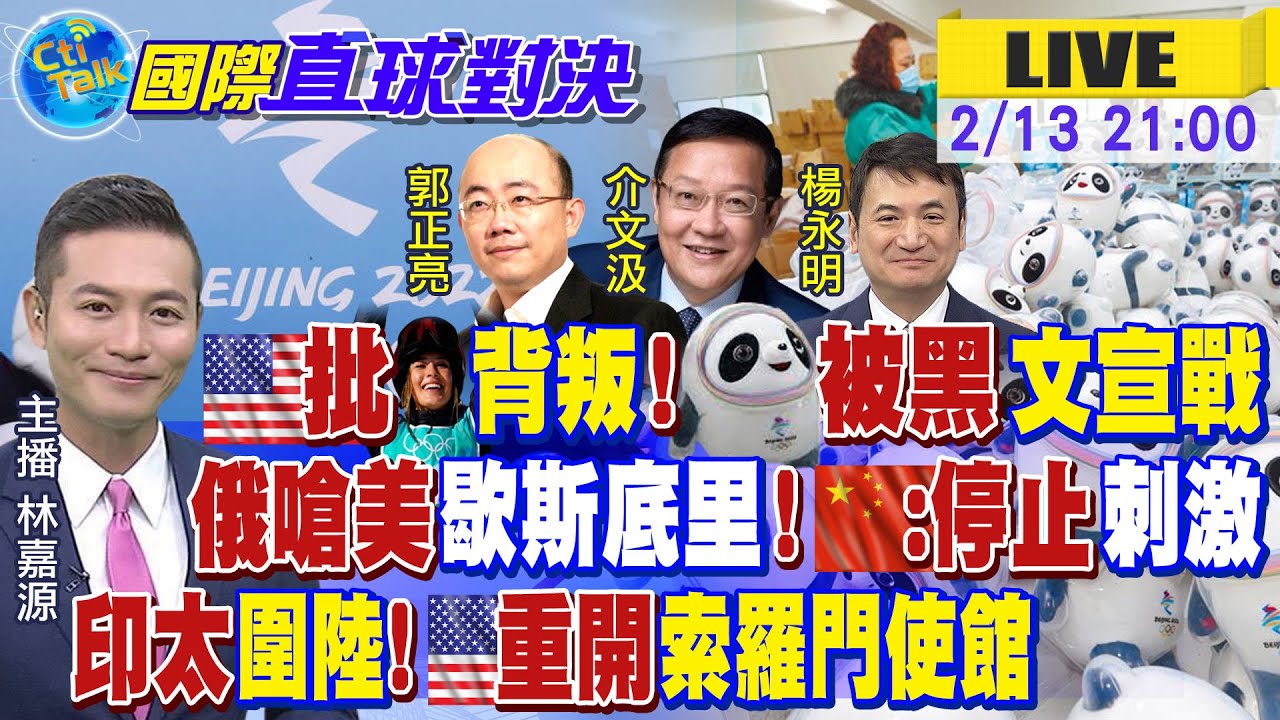 Cti Talk
國際直球對決
LIVE
2/13 21:00
郭正亮
介文汲
楊永明
主播 林嘉源
EIJING 2022
批 背叛! 被黑文宣戰
俄嗆美歇斯底里! :停止刺激
印太圍陸! 重開索羅門使館